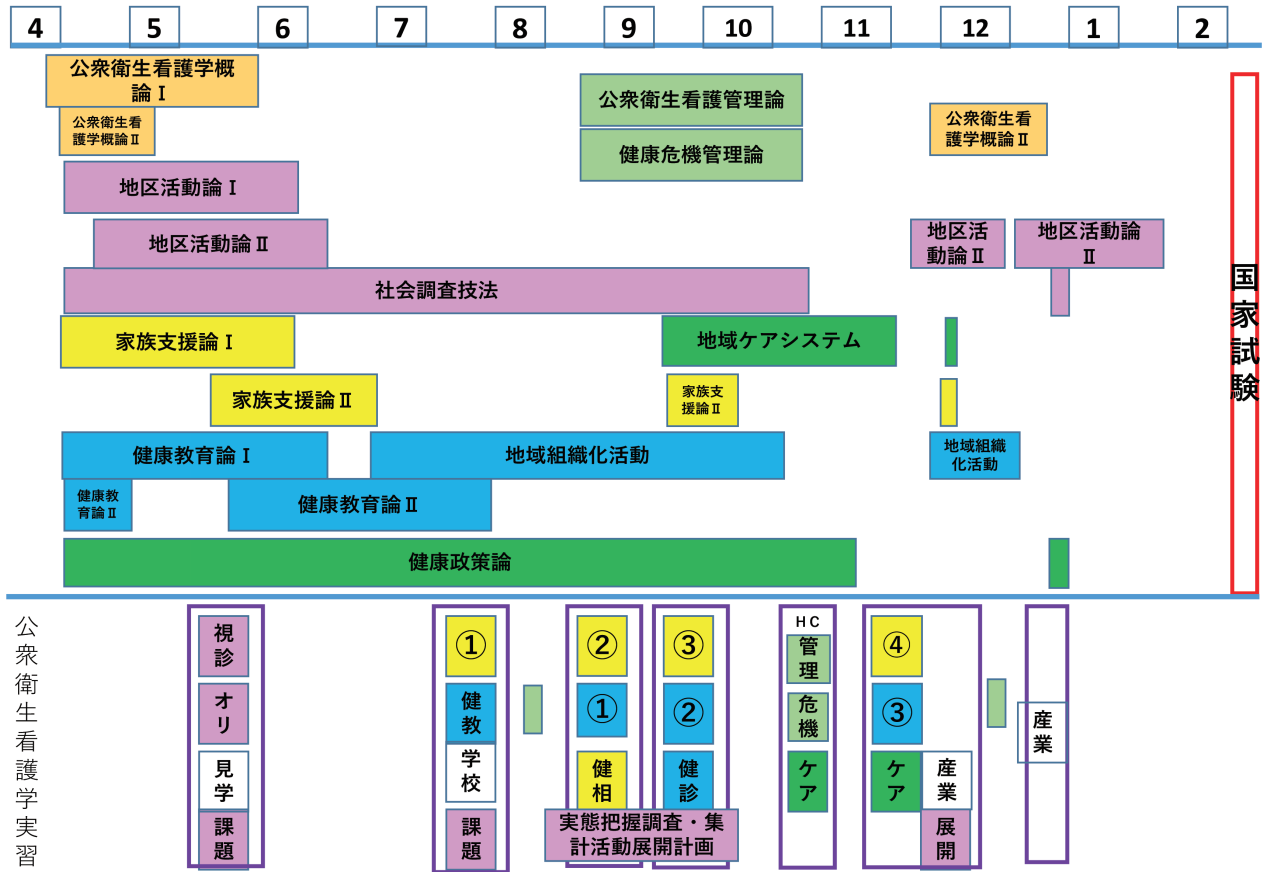 4 5 6 7 8 9 10 11 12 1 2
公衆衛生看護学概
論Ⅰ
公衆衛生看
護学概論Ⅱ
公衆衛生看護管理論
健康危機管理論
公衆衛生看
護学概論Ⅱ
地区活動論Ⅰ
地区活動論Ⅱ
地区活
動論Ⅱ
地区活動論
Ⅱ
社会調査技法
家族支援論Ⅰ
地域ケアシステム
家族支援論Ⅱ
家族支
援論Ⅱ
健康教育論Ⅰ
地域組織化活動
地域組織
化活動
健康教
育論Ⅱ
健康教育論Ⅱ
健康政策論
国家試験
公衆衛生看護学実習
視診
オリ
見学
課題
①
健教
学校
課題
②
①
健相
③
②
健診
実態把握調査・集
計活動展開計画
HC
管理
危機
ケア
④
③
ケア
産業
展開
産業